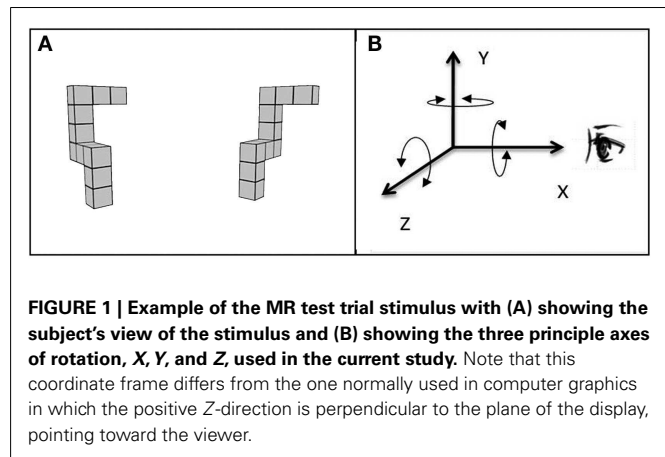 A
B
Y
X
Z
FIGURE 1 | Example of the MR test trial stimulus with (A) showing the
subject's view of the stimulus and (B) showing the three principle axes
of rotation, X, Y, and Z, used in the current study. Note that this
coordinate frame differs from the one normally used in computer graphics
in which the positive Z-direction is perpendicular to the plane of the display,
pointing toward the viewer.